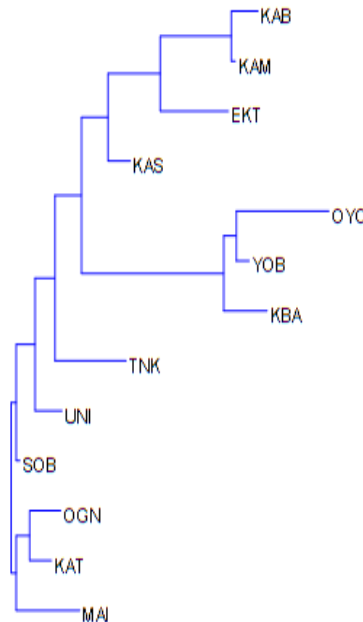 KAB
KAM
EKT
KAS
OYO
YOB
KBA
TNK
UNI
SOB
OGN
KAT
MAI